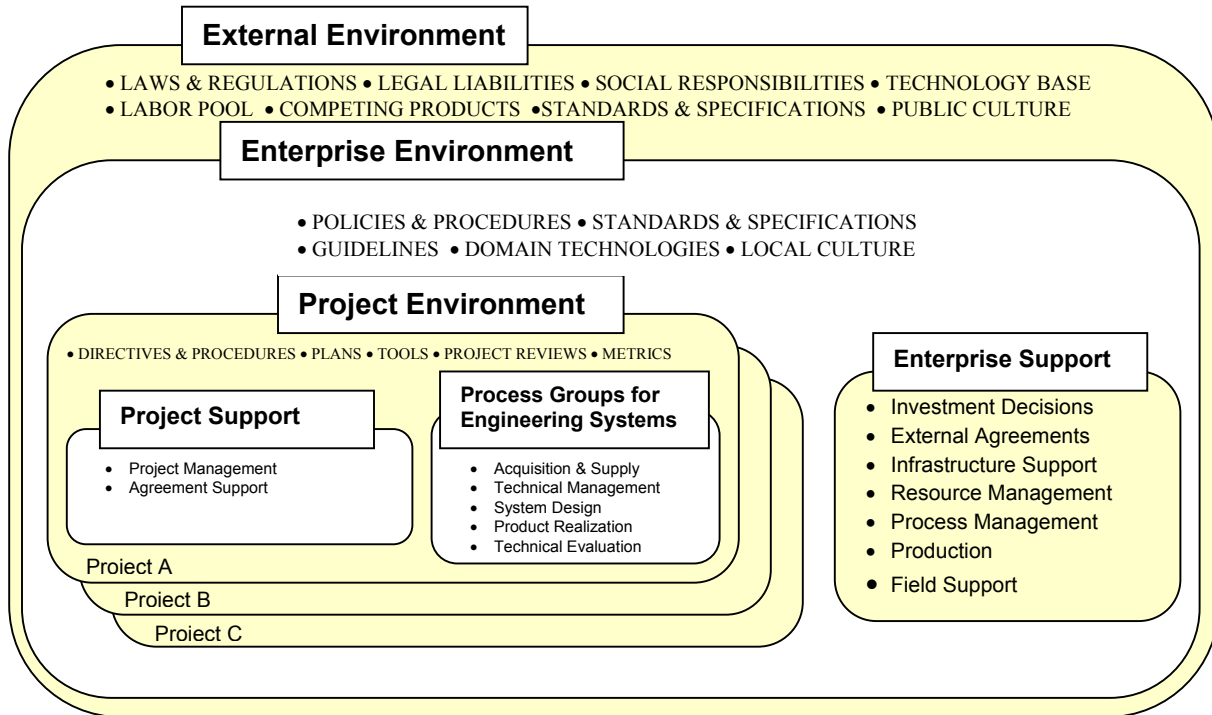 External Environment
• LAWS & REGULATIONS • LEGAL LIABILITIES • SOCIAL RESPONSIBILITIES • TECHNOLOGY BASE
• LABOR POOL • COMPETING PRODUCTS •STANDARDS & SPECIFICATIONS • PUBLIC CULTURE
Enterprise Environment
• POLICIES & PROCEDURES • STANDARDS & SPECIFICATIONS
• GUIDELINES • DOMAIN TECHNOLOGIES • LOCAL CULTURE
Project Environment
• DIRECTIVES & PROCEDURES • PLANS • TOOLS • PROJECT REVIEWS • METRICS
Project Support
• Project Management
• Agreement Support
Process Groups for
Engineering Systems
• Acquisition & Supply
• Technical Management
• System Design
• Product Realization
• Technical Evaluation
Project A
Project B
Project C
Enterprise Support
• Investment Decisions
• External Agreements
• Infrastructure Support
• Resource Management
• Process Management
• Production
• Field Support